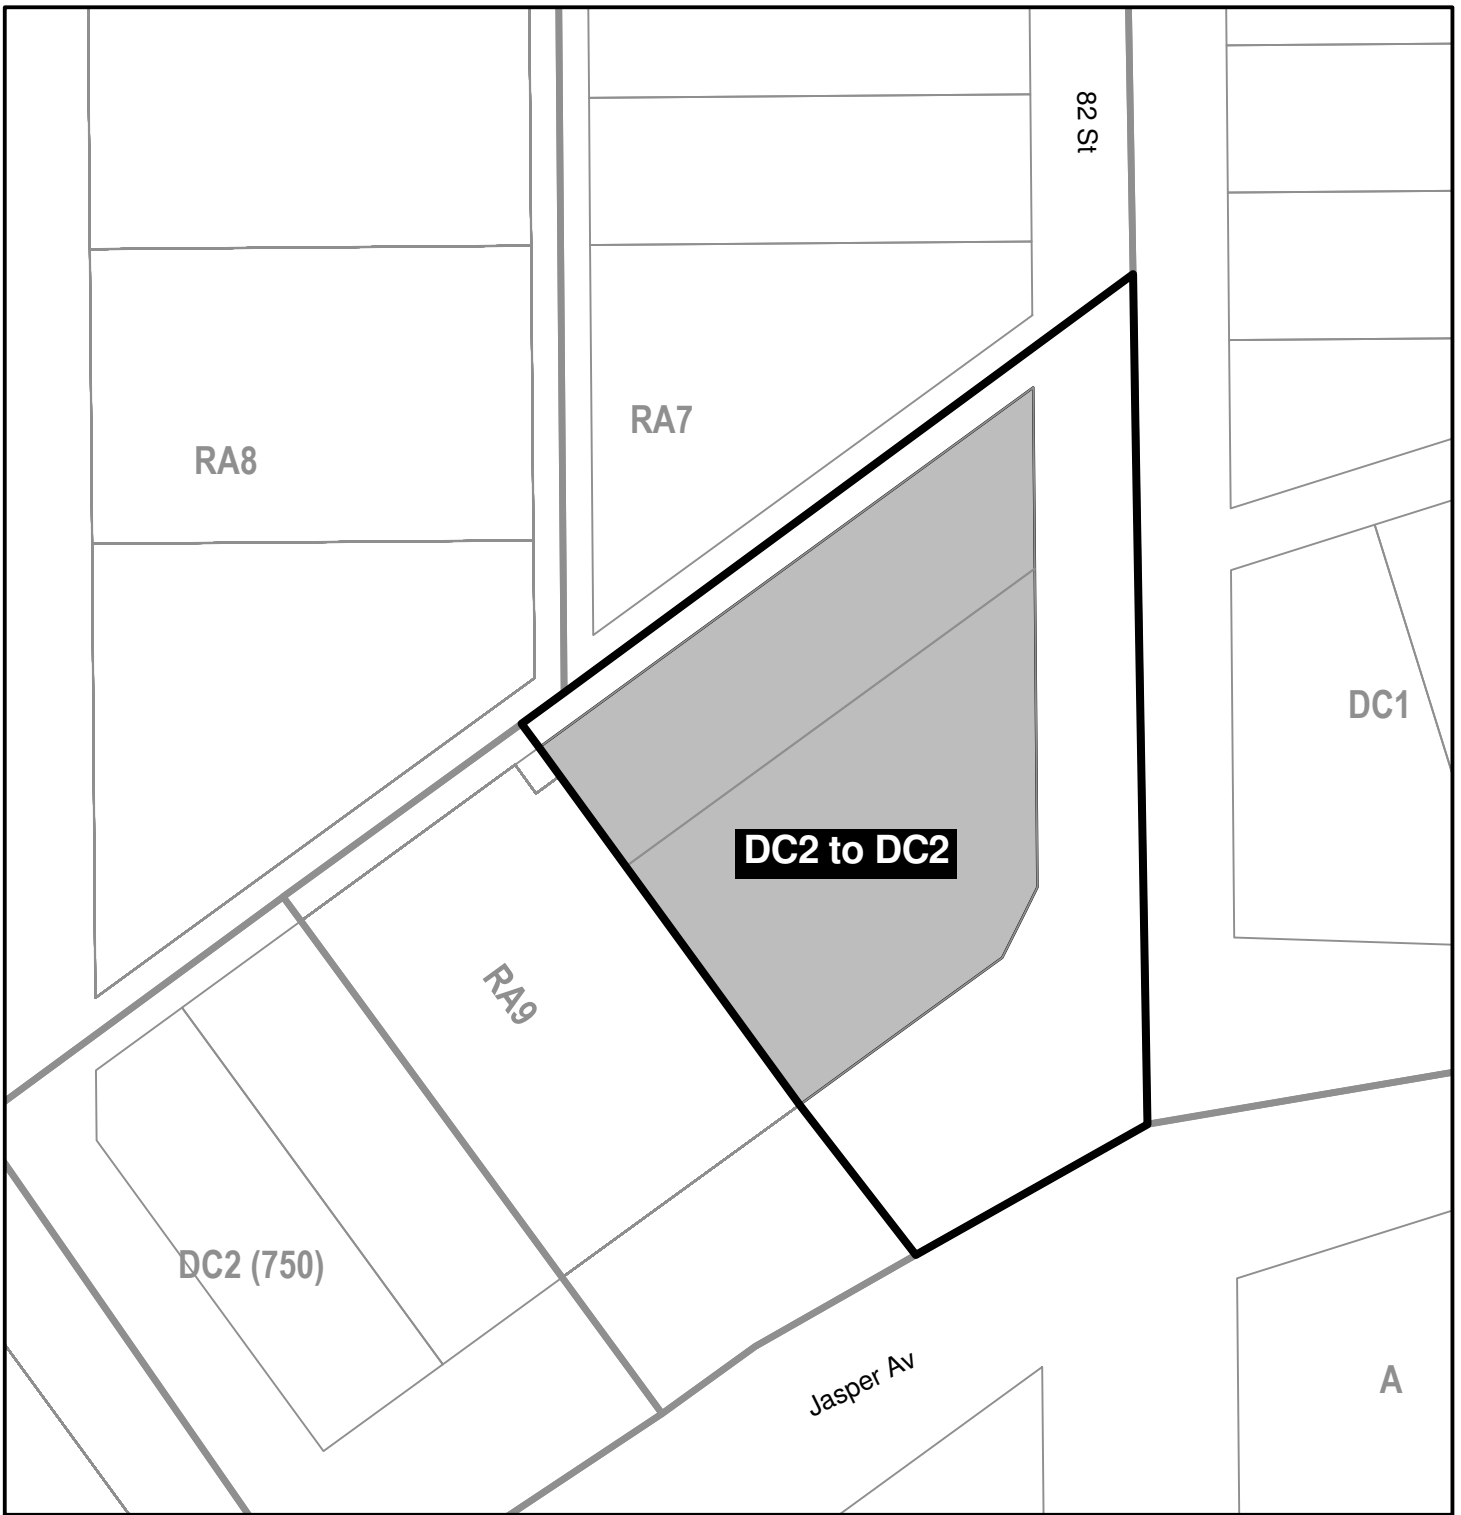 82 St
RA7
RA8
DC1
DC2 to DC2
RA9
DC2 (750)
Jasper Av
A